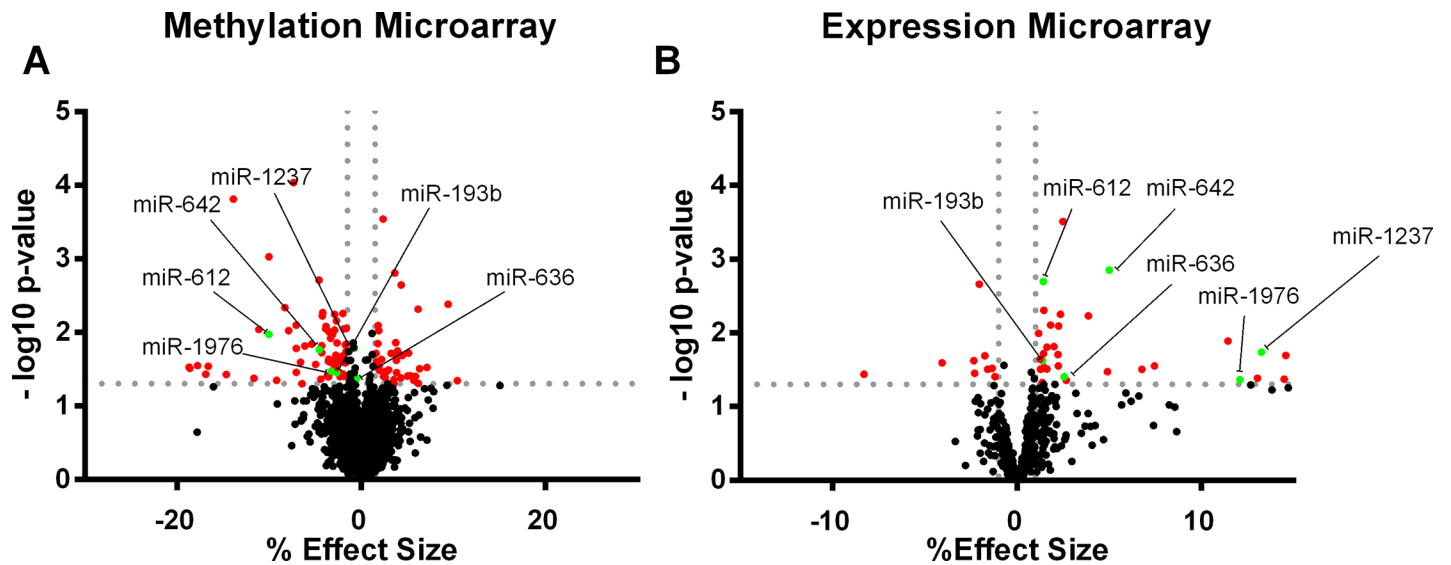 Methylation Microarray
Expression Microarray
A
B
5
4
3
2
1
0
- log10 p-value
miR-1237
miR-193b
miR-642
miR-612
miR-636
miR-1976
-20
0
20
% Effect Size
5
4
3
2
1
0
- log10 p-value
miR-193b
miR-612
miR-642
miR-1237
miR-636
miR-1976
-10
0
10
%Effect Size